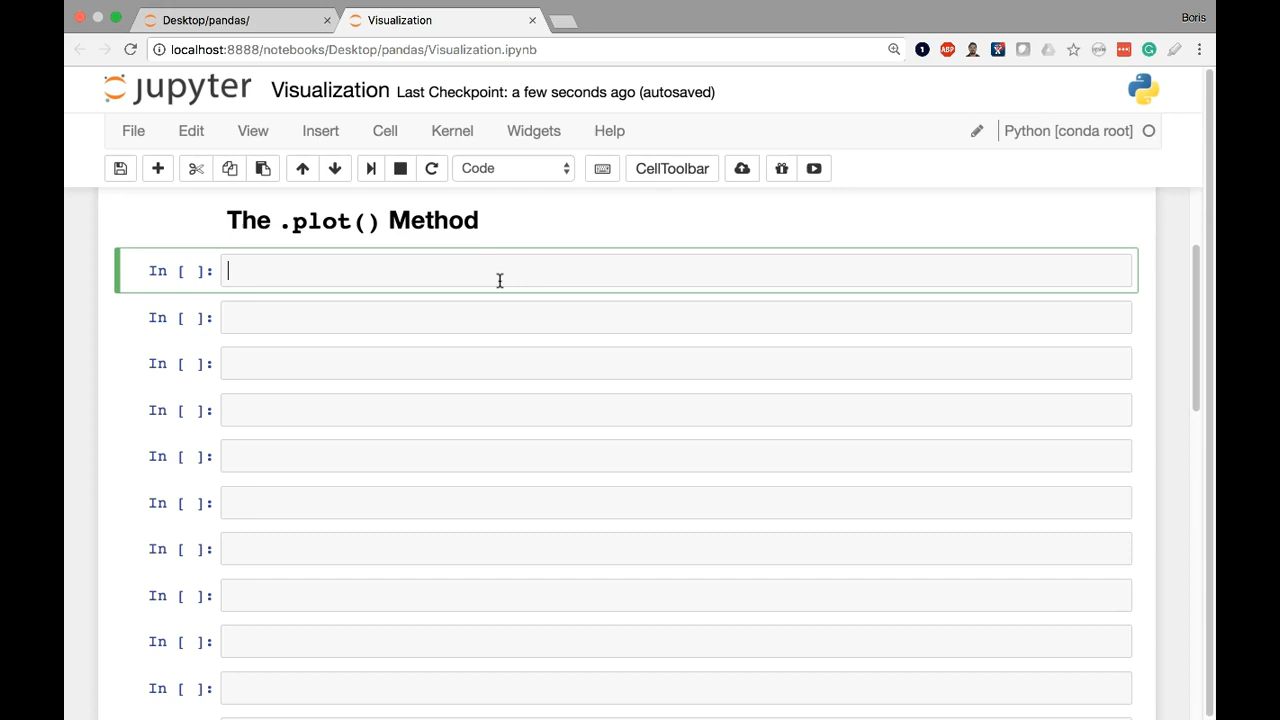 Desktop/pandas/ Visualization Boris
localhost:8888/notebooks/Desktop/pandas/Visualization.ipynb
jupyter Visualization Last Checkpoint: a few seconds ago (autosaved)
File Edit View Insert Cell Kernel Widgets Help Python [conda root]
Code CellToolbar
The .plot() Method
In [ ]:
In [ ]:
In [ ]:
In [ ]:
In [ ]:
In [ ]:
In [ ]:
In [ ]:
In [ ]:
In [ ]: